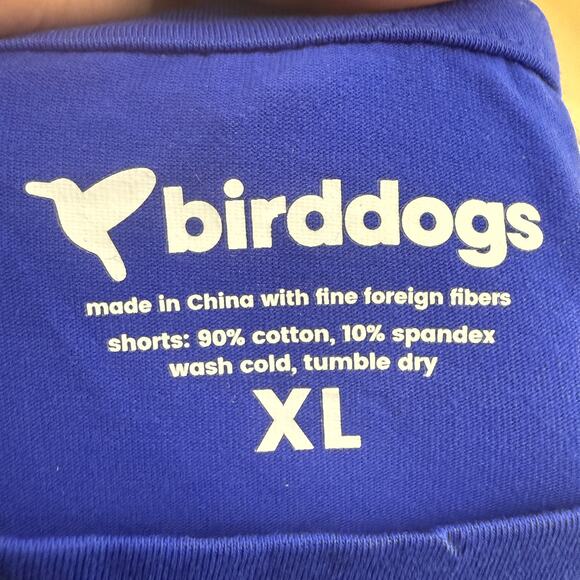 birddogs
made in China with fine foreign fibers
shorts: 90% cotton, 10% spandex
wash cold, tumble dry
XL